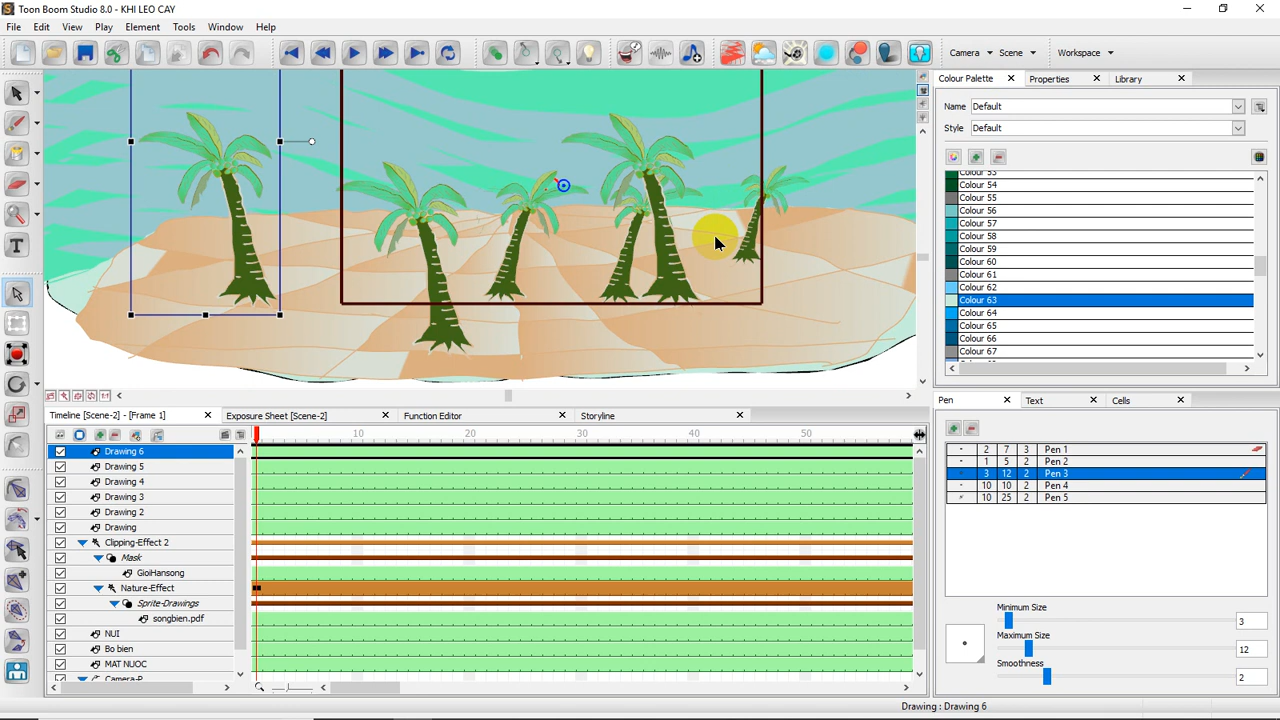 Toon Boom Studio 8.0 - KHI LEO CAY
File Edit View Play Element Tools Window Help
Camera Scene Workspace
Colour Palette Properties Library
Name Default
Style Default
Colour 53
Colour 54
Colour 55
Colour 56
Colour 57
Colour 58
Colour 59
Colour 60
Colour 61
Colour 62
Colour 63
Colour 64
Colour 65
Colour 66
Colour 67
Pen Text Cells
2 7 3 Pen 1
1 5 2 Pen 2
3 12 2 Pen 3
10 10 2 Pen 4
10 25 2 Pen 5
Minimum Size
3
Maximum Size
12
Smoothness
2
Timeline [Scene-2] - [Frame 1] Exposure Sheet [Scene-2] Function Editor Storyline
10 20 30 40 50
Drawing 6
Drawing 5
Drawing 4
Drawing 3
Drawing 2
Drawing
Clipping-Effect 2
Mask
GioiHansong
Nature-Effect
Sprite-Drawings
songbien.pdf
NUI
Bo bien
MAT NUOC
Camera-P
Drawing : Drawing 6